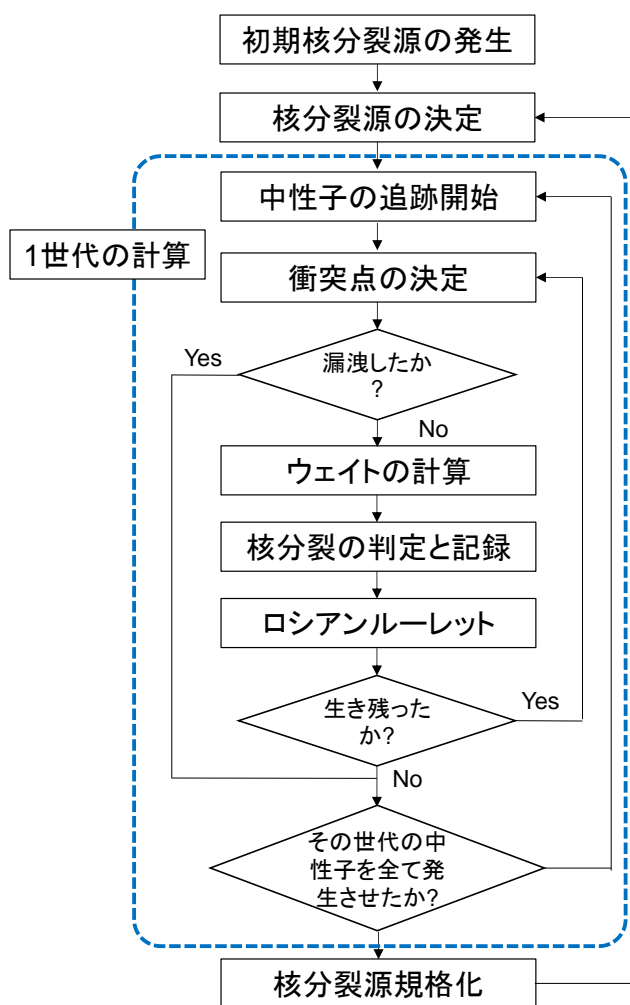 初期核分裂源の発生
核分裂源の決定
中性子の追跡開始
1世代の計算
衝突点の決定
Yes
漏洩したか
?
No
ウェイトの計算
核分裂の判定と記録
ロシアンルーレット
生き残った
か?
Yes
No
その世代の中
性子を全て発
生させたか?
核分裂源規格化